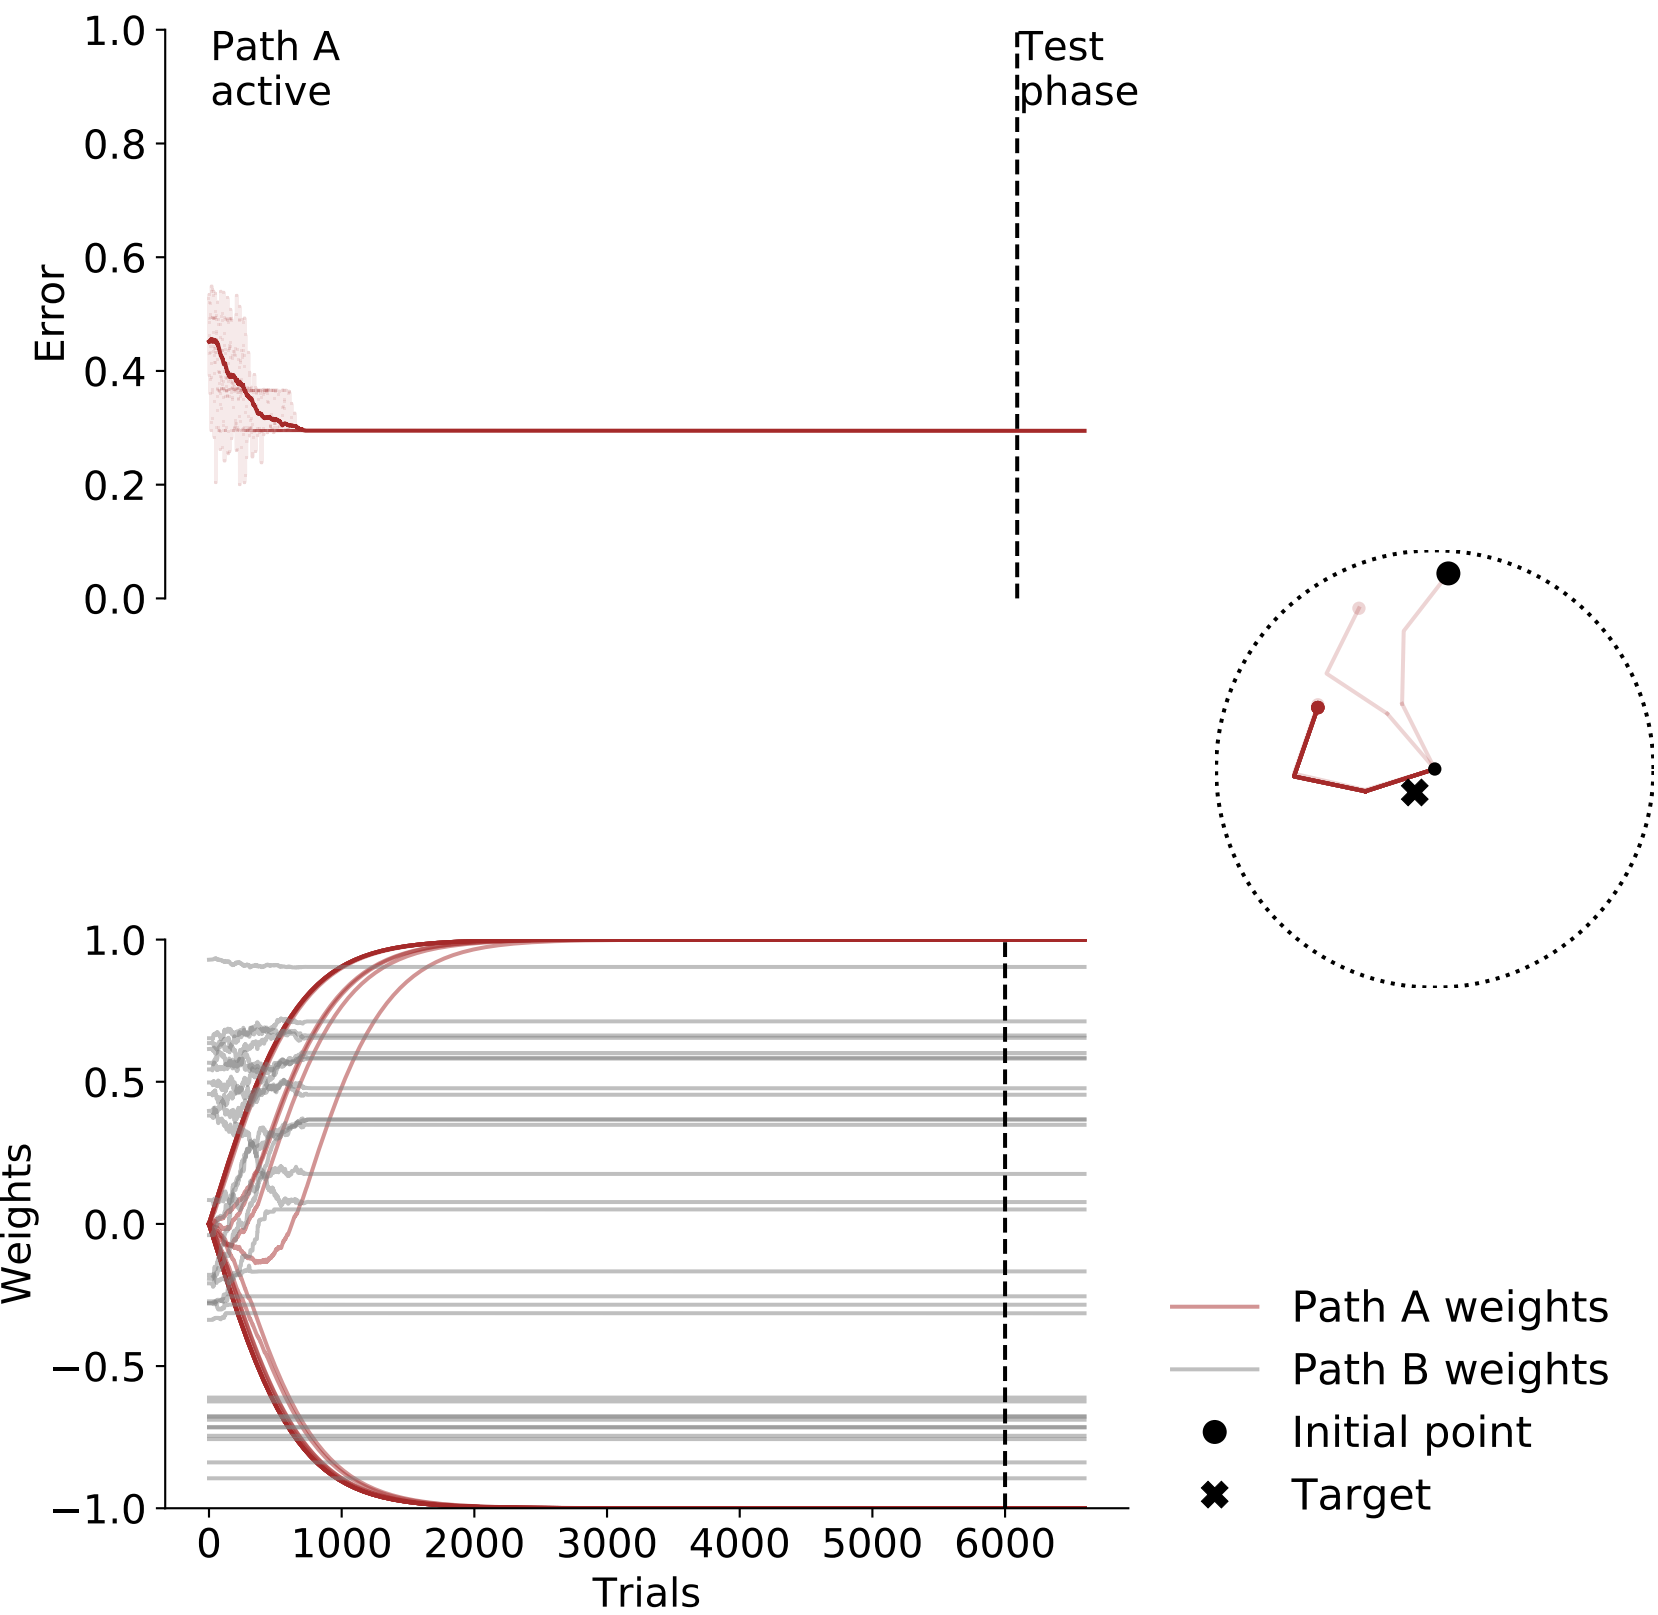 Path A
active
Test
phase
1.0
0.8
0.6
0.4
0.2
0.0
Error
1.0
0.5
0.0
−0.5
−1.0
Weights
0 1000 2000 3000 4000 5000 6000
Trials
Path A weights
Path B weights
Initial point
Target